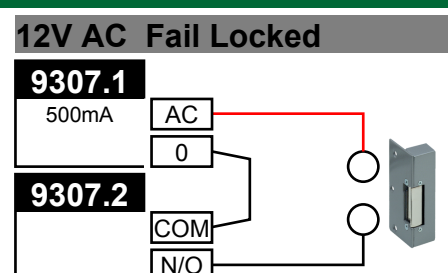 12V AC  Fail Locked
9307.1
500mA
AC
0
9307.2
COM
N/O